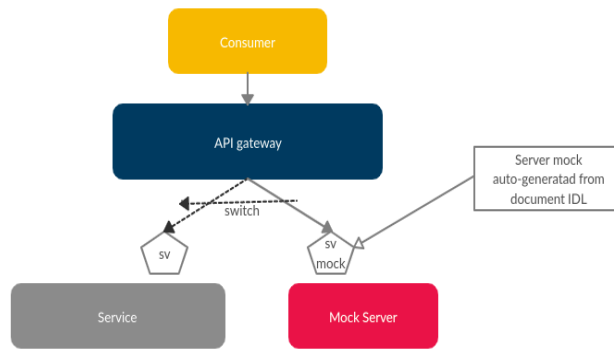 Consumer
API gateway
Server mock
auto-generatad from
document IDL
switch
sv
sv
mock
Service
Mock Server